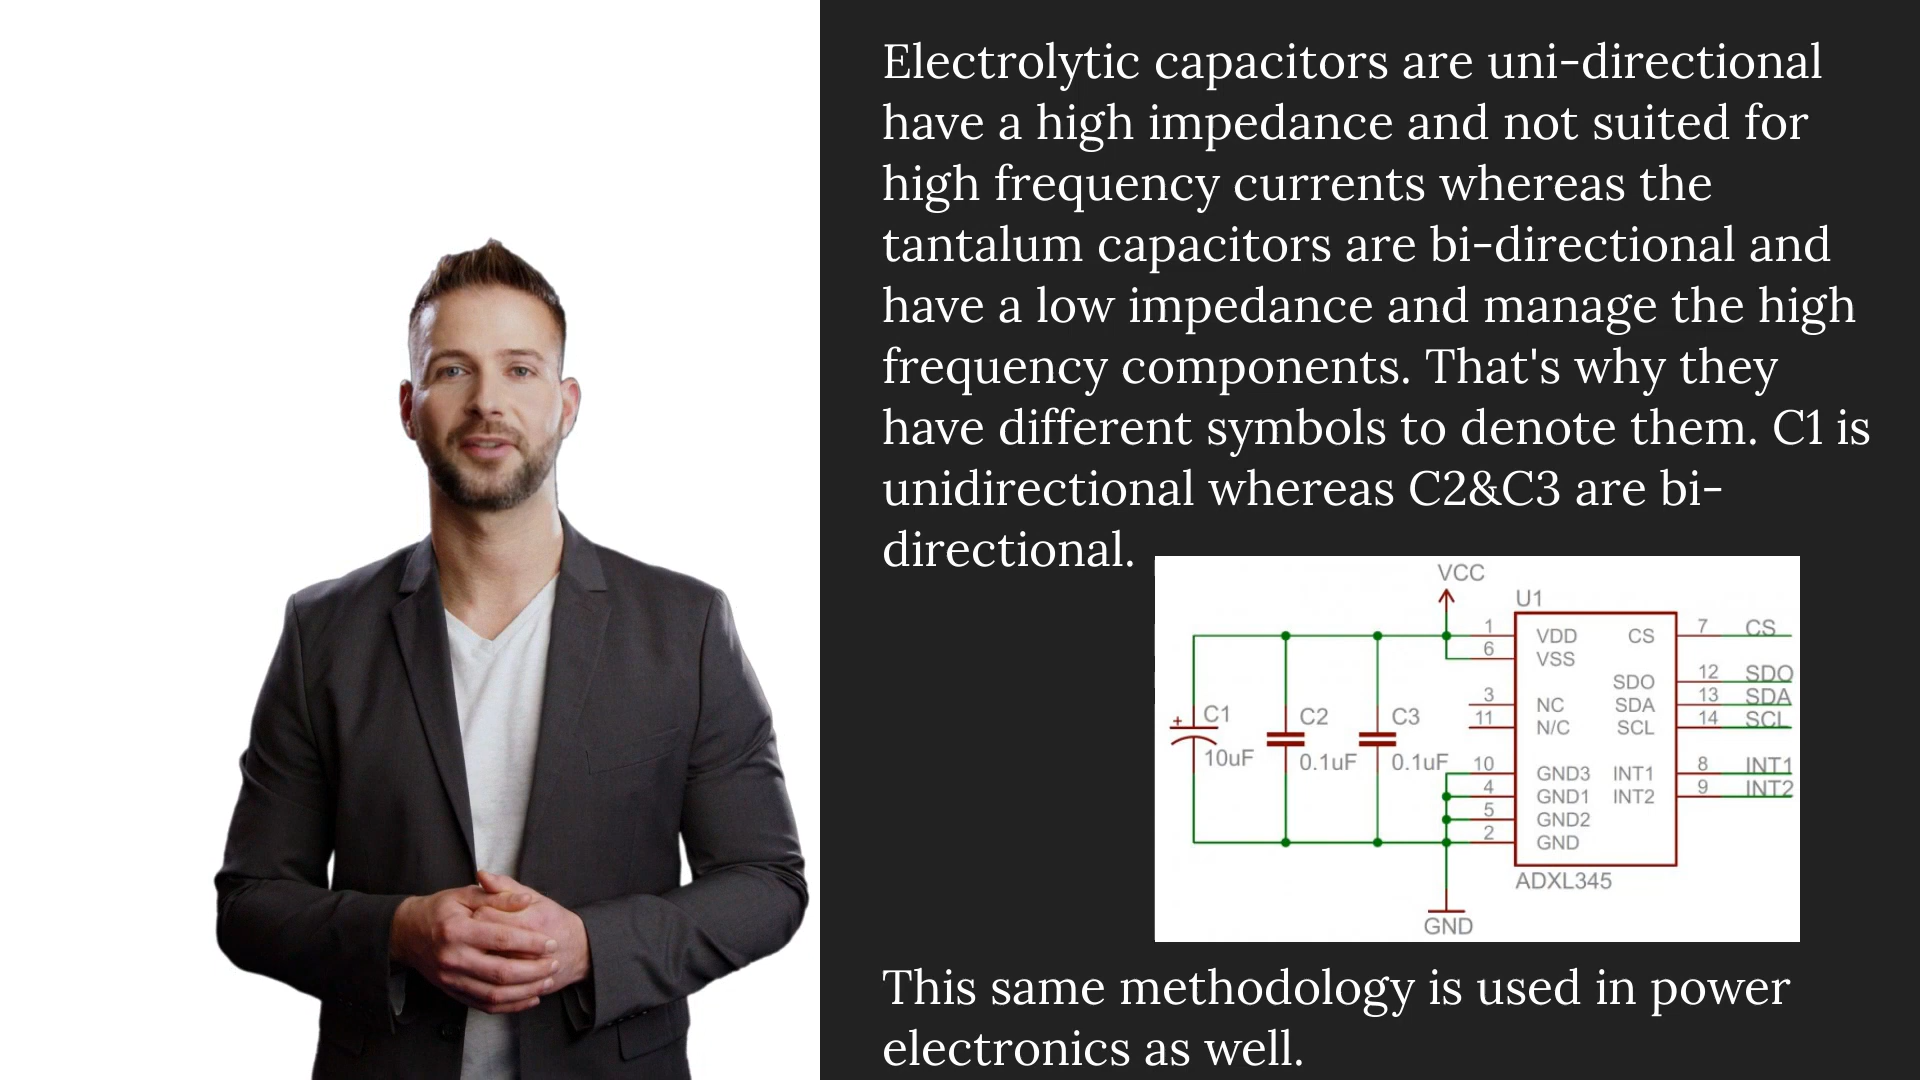 Electrolytic capacitors are uni-directional
have a high impedance and not suited for
high frequency currents whereas the
tantalum capacitors are bi-directional and
have a low impedance and manage the high
frequency components. That's why they
have different symbols to denote them. C1 is
unidirectional whereas C2&C3 are bi-
directional.
VCC
U1
1 VDD CS 7 CS
6 VSS
SDO 12 SDO
3 NC SDA 13 SDA
11 N/C SCL 14 SCL
+ C1 C2 C3
10uF 0.1uF 0.1uF
10 GND3 INT1 8 INT1
4 GND1 INT2 9 INT2
5 GND2
2 GND
ADXL345
GND
This same methodology is used in power
electronics as well.